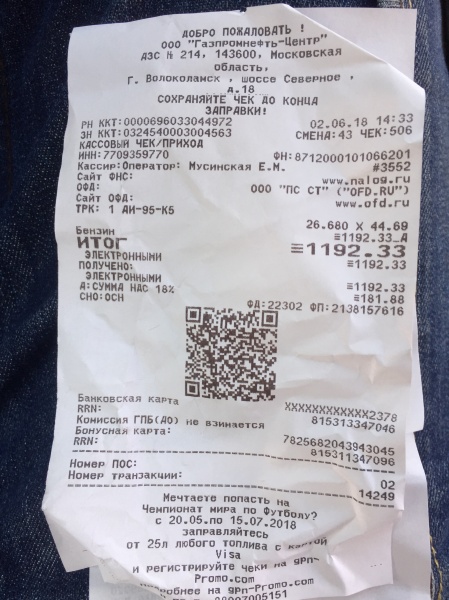 ДОБРО ПОЖАЛОВАТЬ !
ООО "Газпромнефть-Центр"
АЗС № 214, 143600, Московская
область,
Г. Волоколамск , шоссе Северное ,
д.18
СОХРАНЯЙТЕ ЧЕК ДО КОНЦА
ЗАПРАВКИ!
РН ККТ:0000696033044972 02.06.18 14:33
ЗН ККТ:0324540003004563 СМЕНА:43 ЧЕК:506
КАССОВЫЙ ЧЕК/ПРИХОД
ИНН:7709359770 ФН:8712000101066201
Кассир:Оператор: Мусинская Е.М. #3552
Сайт ФНС: www.nalog.ru
ОФД: ООО "ПС СТ" ("OFD.RU")
Сайт ОФД: www.ofd.ru
ТРК: 1 АИ-95-К5
26.680 X 44.69
Бензин ≡1192.33_А
ИТОГ ≡1192.33
ЭЛЕКТРОННЫМИ ≡1192.33
ПОЛУЧЕНО:
ЭЛЕКТРОННЫМИ ≡1192.33
А:СУММА НДС 18% ≡181.88
СНО:ОСН ФД:22302 ФП:2138157616
Банковская карта XXXXXXXXXXXX2378
RRN: 815313347046
Комиссия ГПБ(АО) не взимается
Бонусная карта: 7825682043943045
RRN: 815311347096
Номер ПОС: 02
Номер транзакции: 14249
Мечтаете попасть на
Чемпионат мира по Футболу?
с 20.05.по 15.07.2018
заправляйтесь
от 25л любого топлива с картой
Visa
и регистрируйте чеки на gpn-
Promo.com
на gpn-Promo.com